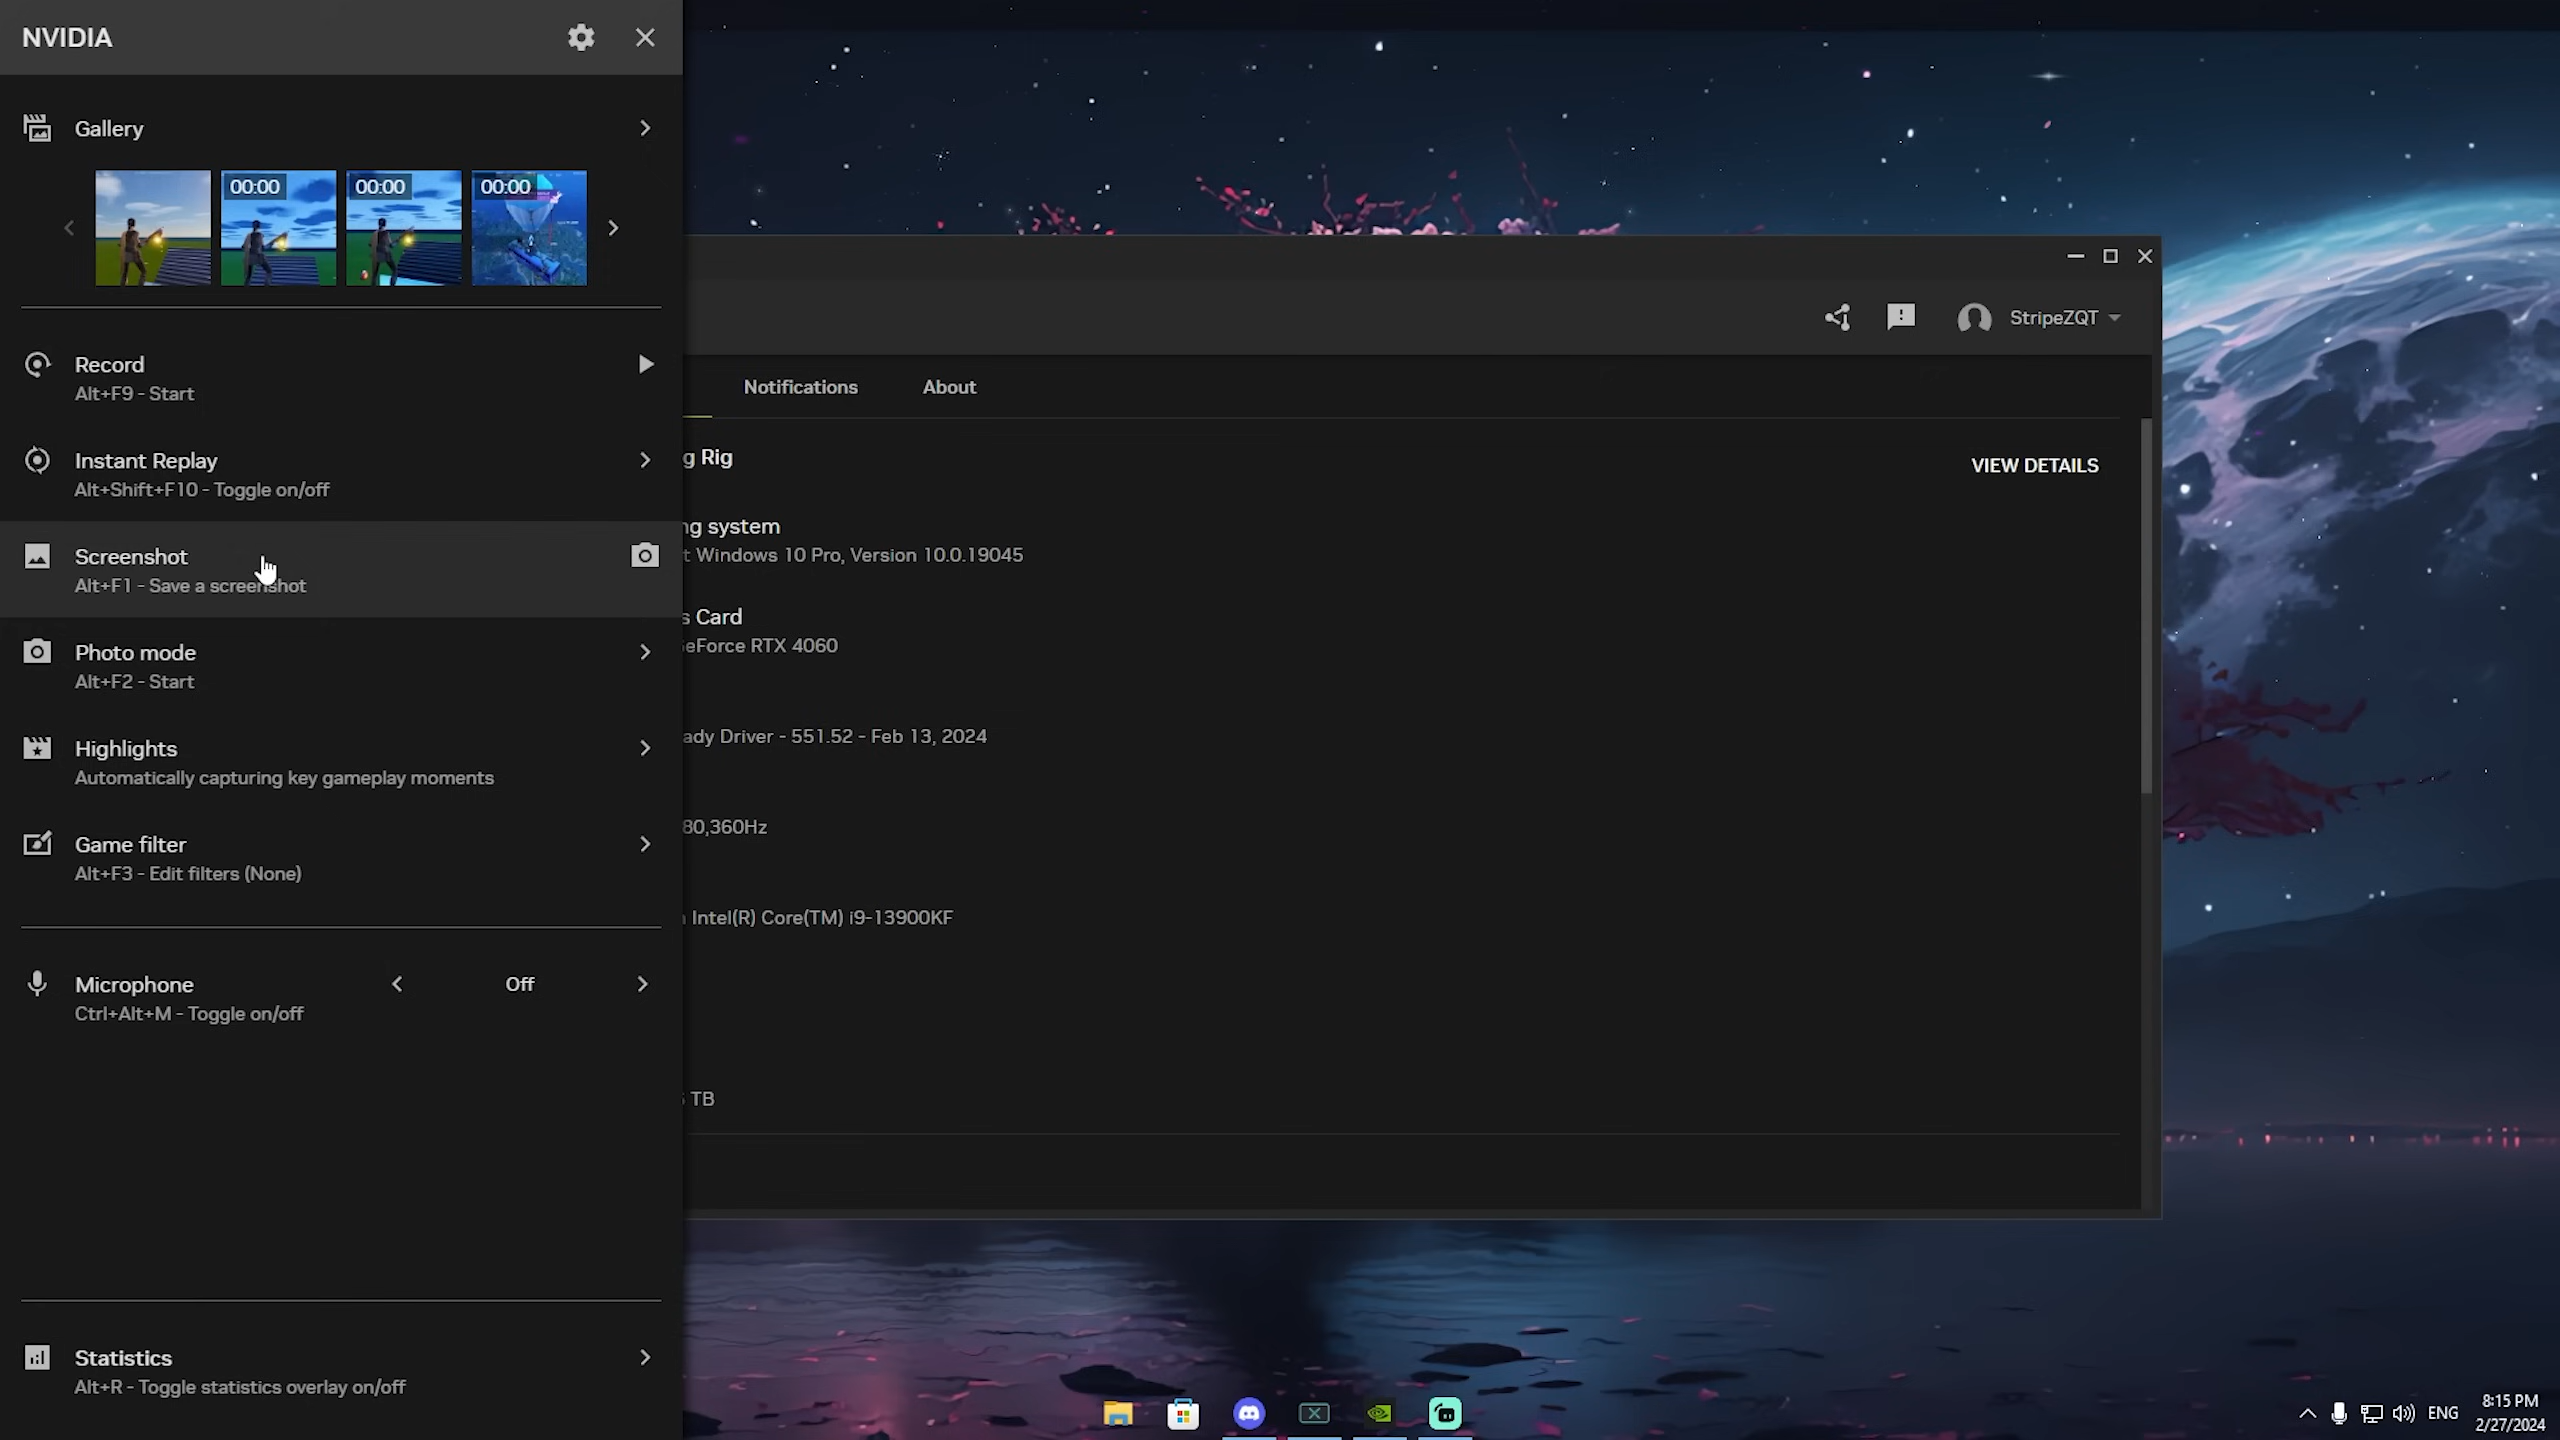 NVIDIA
Gallery
00:00
00:00
00:00
Record
Alt+F9 - Start
Instant Replay
Alt+Shift+F10 - Toggle on/off
Screenshot
Alt+F1 - Save a screenshot
Photo mode
Alt+F2 - Start
Highlights
Automatically capturing key gameplay moments
Game filter
Alt+F3 - Edit filters (None)
Microphone
Off
Ctrl+Alt+M - Toggle on/off
Statistics
Alt+R - Toggle statistics overlay on/off
StripeZQT
Notifications
About
g Rig
VIEW DETAILS
ng system
t Windows 10 Pro, Version 10.0.19045
s Card
eForce RTX 4060
ady Driver - 551.52 - Feb 13, 2024
80,360Hz
Intel(R) Core(TM) i9-13900KF
TB
ENG
8:15 PM
2/27/2024